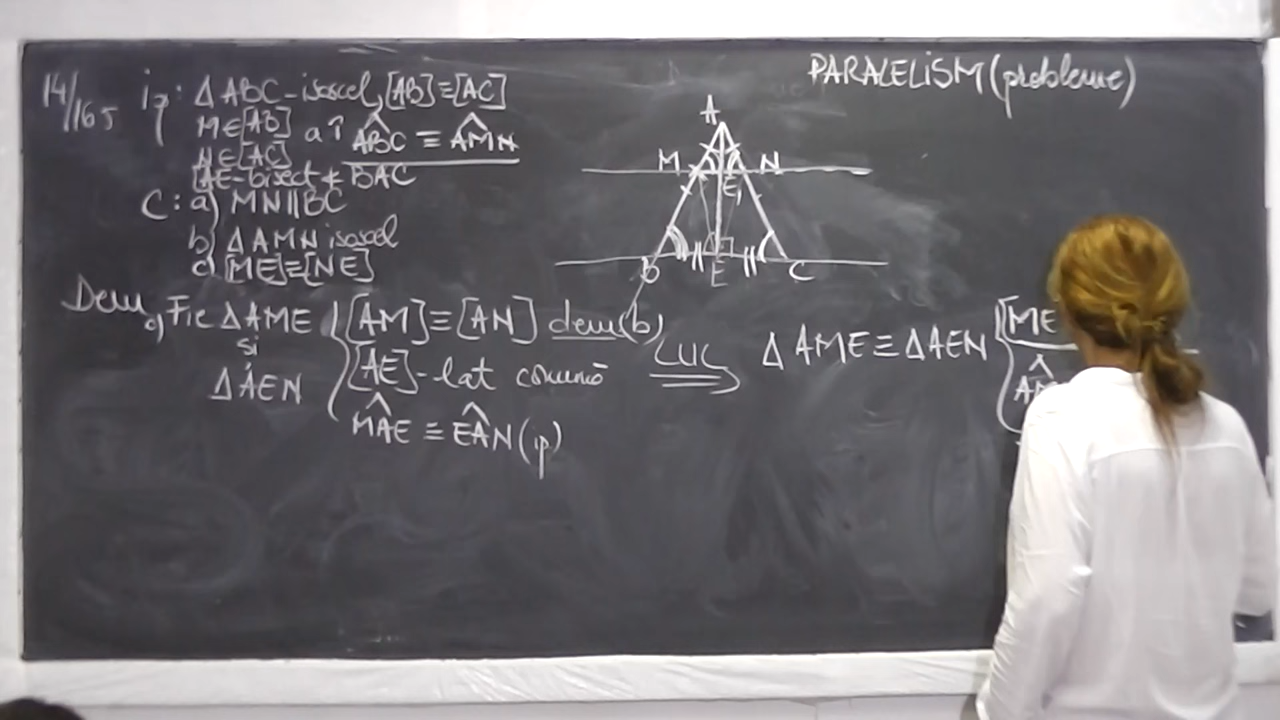 PARALELISM (probleme)
14/165 ip: Δ ABC - isoscel, [AB] ≡ [AC]
M∈[AB] a î ABC ≡ AMN
N∈[AC]
[AE - bisect ∢ BAC
C: a) MN || BC
b) Δ AMN isoscel
c) [ME] ≡ [NE]
A
M N
E₁
B E C
Dem c) Fie Δ AME [AM] ≡ [AN] dem(b)
si [AE] - lat comună LUL Δ AME ≡ Δ AEN [ME
Δ AEN MAE ≡ EAN (ip)